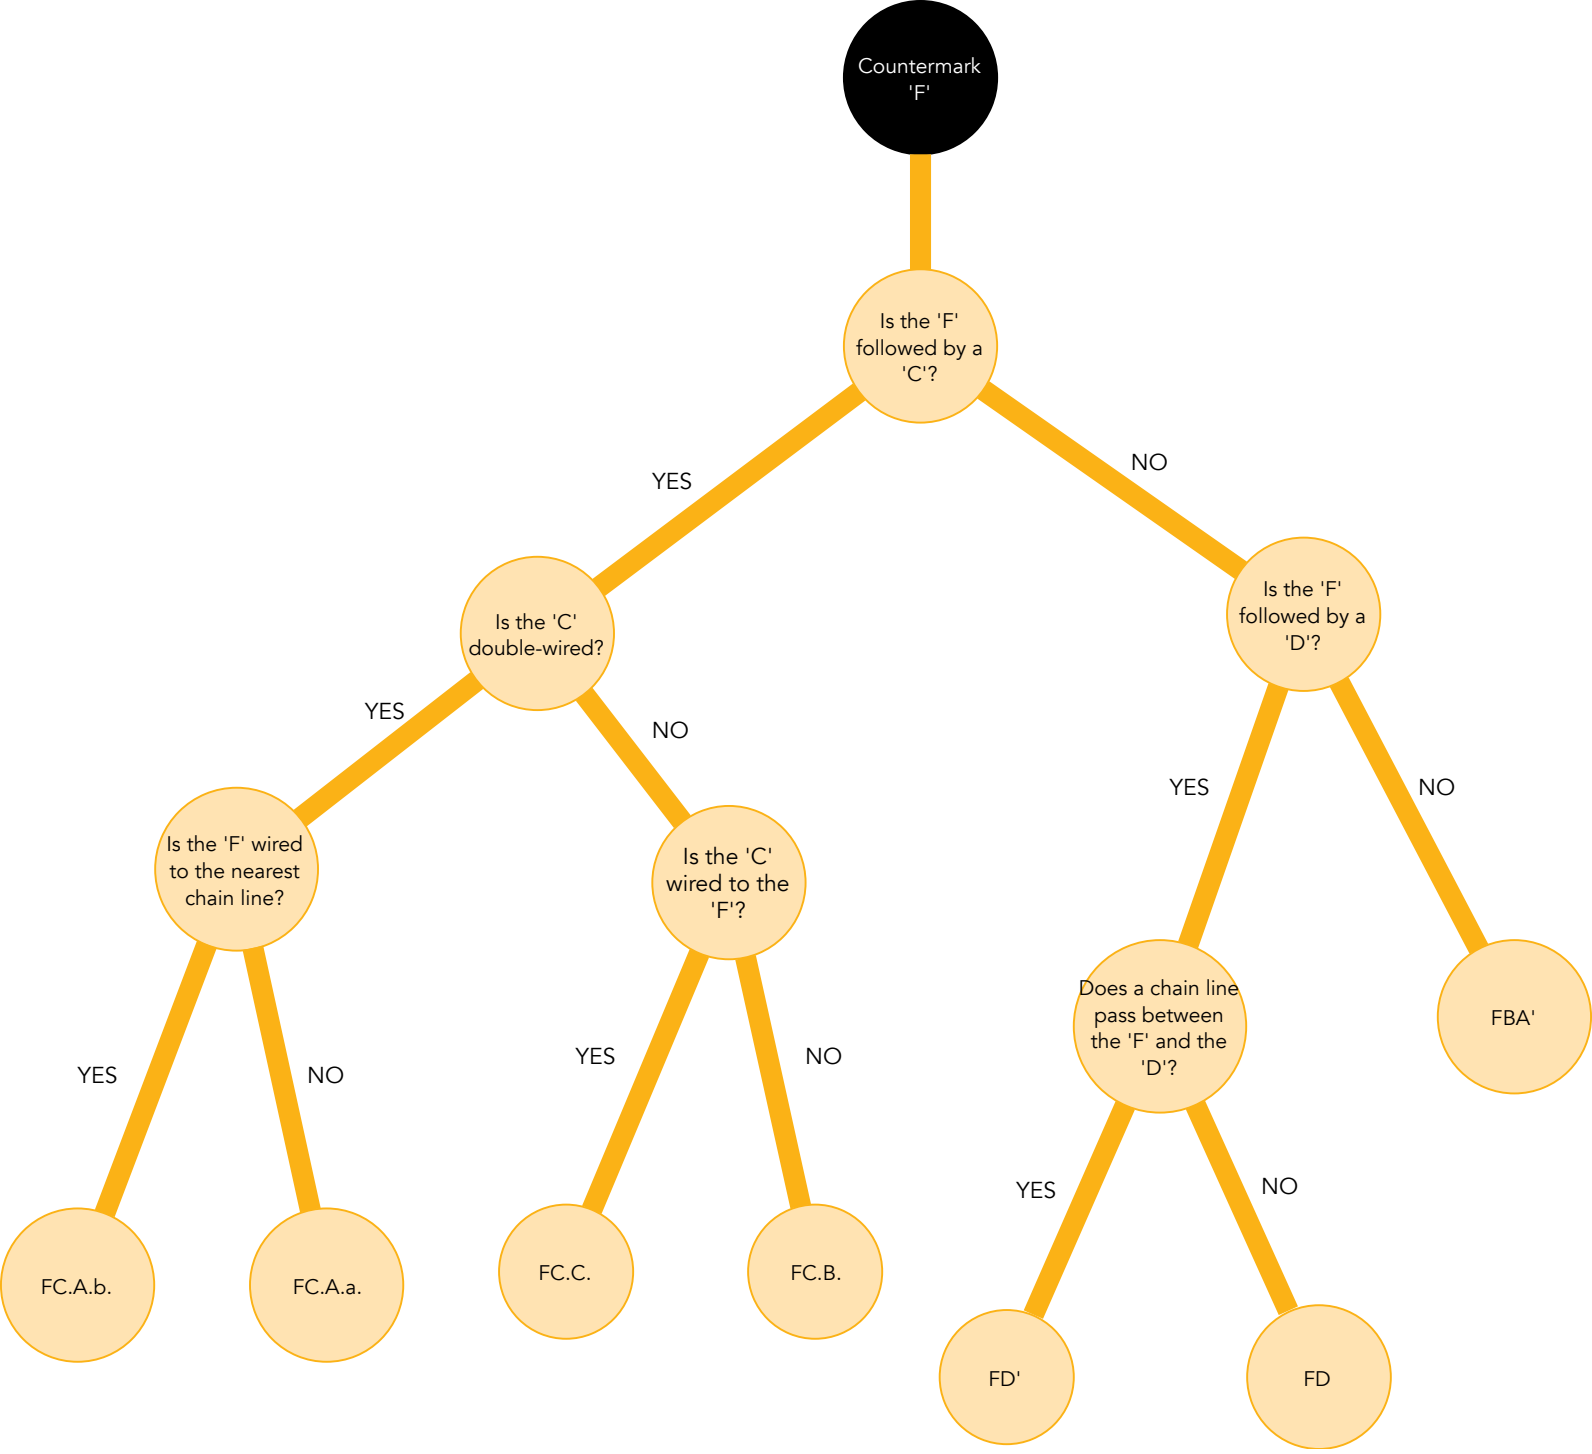 Countermark
'F'
Is the 'F'
followed by a
'C'?
YES
NO
Is the 'C'
double-wired?
Is the 'F'
followed by a
'D'?
YES
NO
YES
NO
Is the 'F' wired
to the nearest
chain line?
Is the 'C'
wired to the
'F'?
Does a chain line
pass between
the 'F' and the
'D'?
FBA'
YES
NO
YES
NO
YES
NO
FC.A.b.
FC.A.a.
FC.C.
FC.B.
FD'
FD